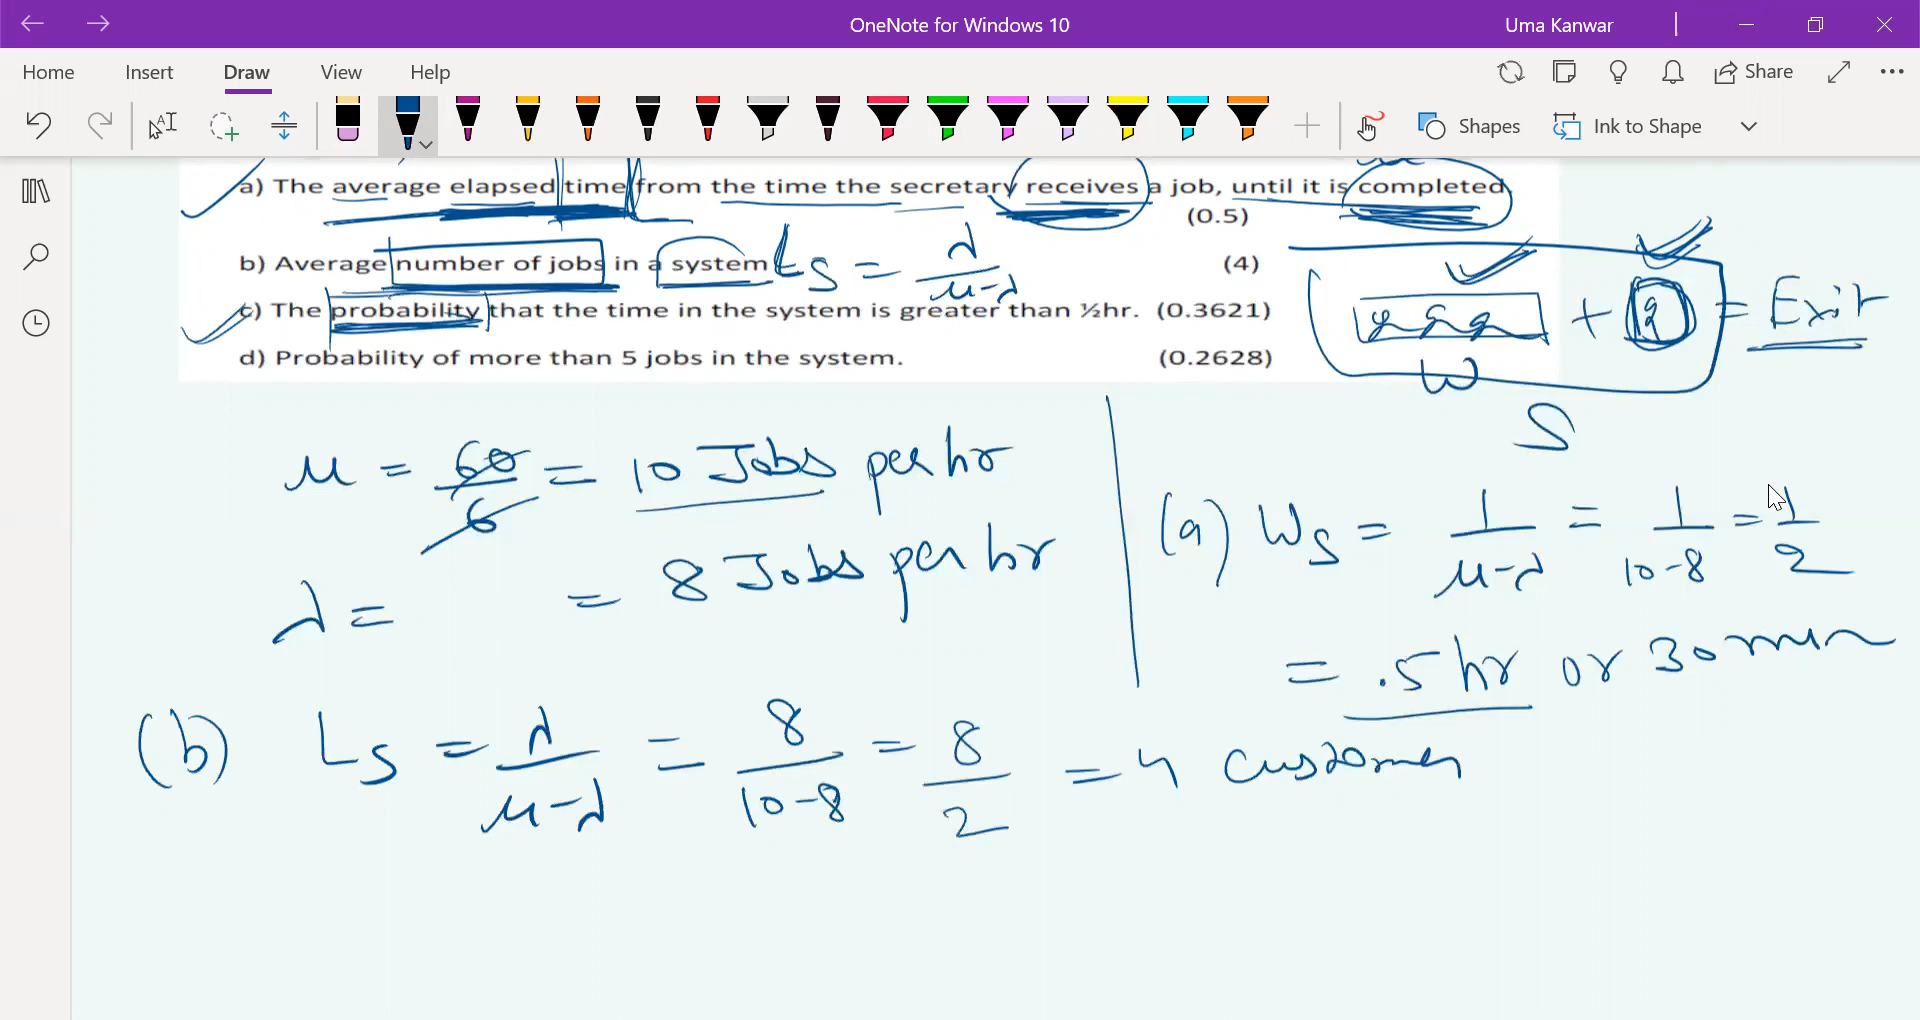 OneNote for Windows 10
Uma Kanwar
Home Insert Draw View Help
Share
Shapes Ink to Shape
a) The average elapsed time from the time the secretary receives a job, until it is completed.
(0.5)
b) Average number of jobs in a system Ls = λ/μ-λ (4)
c) The probability that the time in the system is greater than ½hr. (0.3621)
d) Probability of more than 5 jobs in the system. (0.2628)
+ = Exit
W
S
μ = 60/6 = 10 Jobs per hr
λ = = 8 Jobs per hr
(a) Ws = 1/μ-λ = 1/10-8 = 1/2
= .5 hr or 30 min
(b) Ls = λ/μ-λ = 8/10-8 = 8/2 = 4 customer